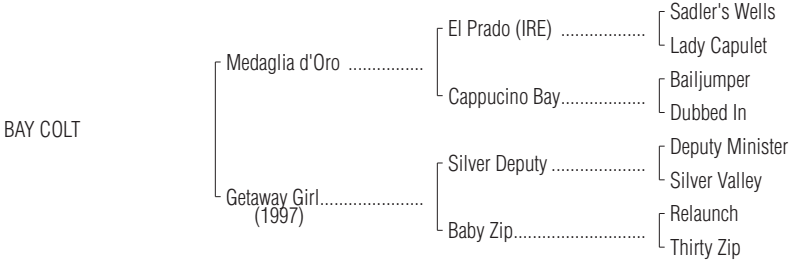 Sadler's Wells
El Prado (IRE) ..................
Lady Capulet
Medaglia d'Oro ................
Bailjumper
Cappucino Bay..................
Dubbed In
BAY COLT
Deputy Minister
Silver Deputy ....................
Silver Valley
Getaway Girl......................
(1997)
Relaunch
Baby Zip............................
Thirty Zip